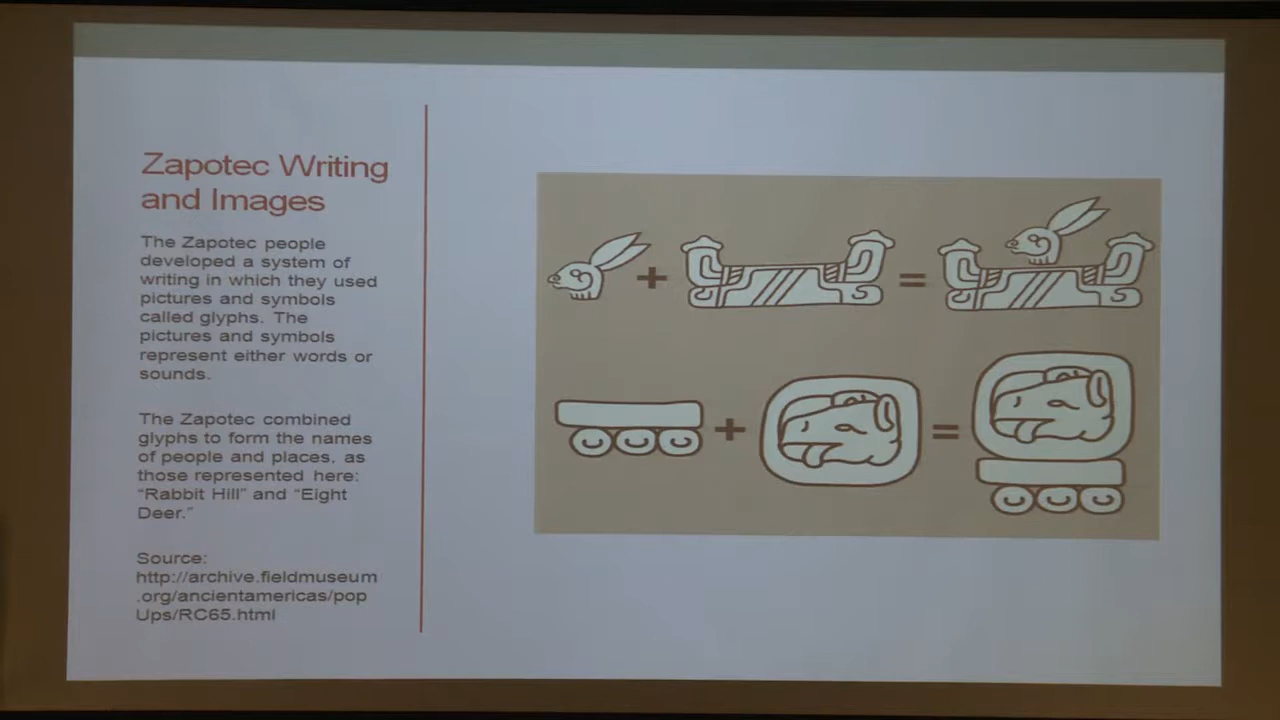 Zapotec Writing
and Images
The Zapotec people
developed a system of
writing in which they used
pictures and symbols
called glyphs. The
pictures and symbols
represent either words or
sounds.
The Zapotec combined
glyphs to form the names
of people and places, as
those represented here:
“Rabbit Hill” and “Eight
Deer.”
Source:
http://archive.fieldmuseum
.org/ancientamericas/pop
Ups/RC65.html
+ =
+ =